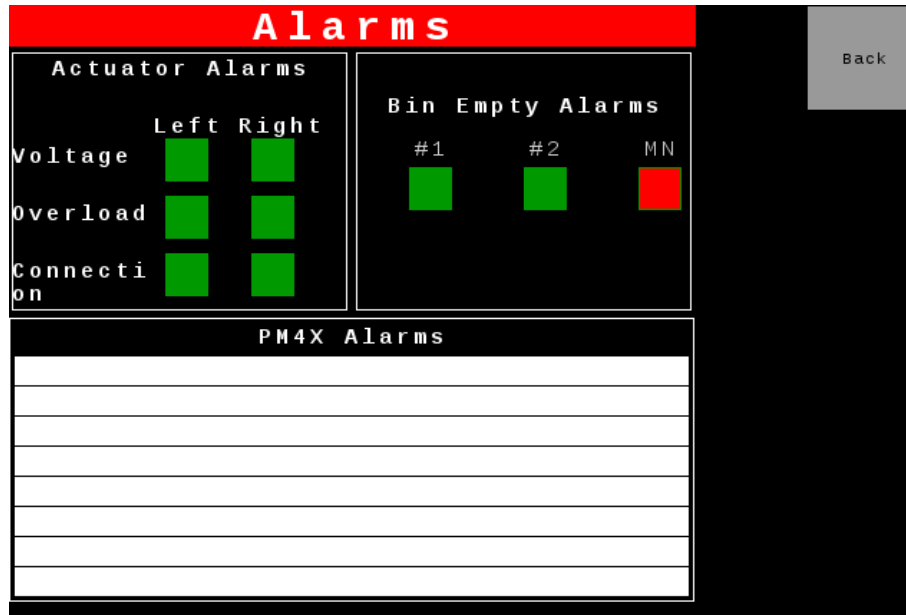 Alarms
Back
Actuator Alarms
Left Right
Voltage
Overload
Connecti
on
Bin Empty Alarms
#1 #2 MN
PM4X Alarms